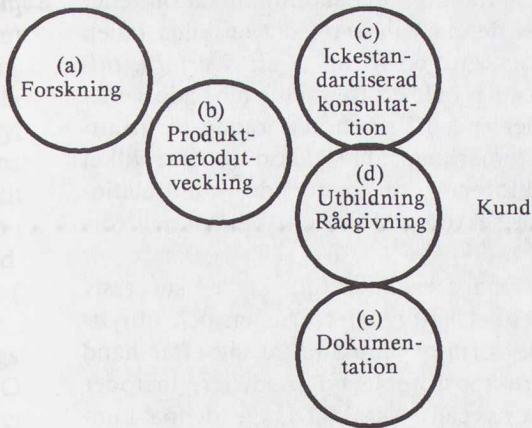 (a)
Forskning
(b)
Produkt-
metodut-
veckling
(c)
Ickestan-
dardiserad
konsultat-
tion
(d)
Utbildning
Rådgivning
Kund
(e)
Dokumen-
tation